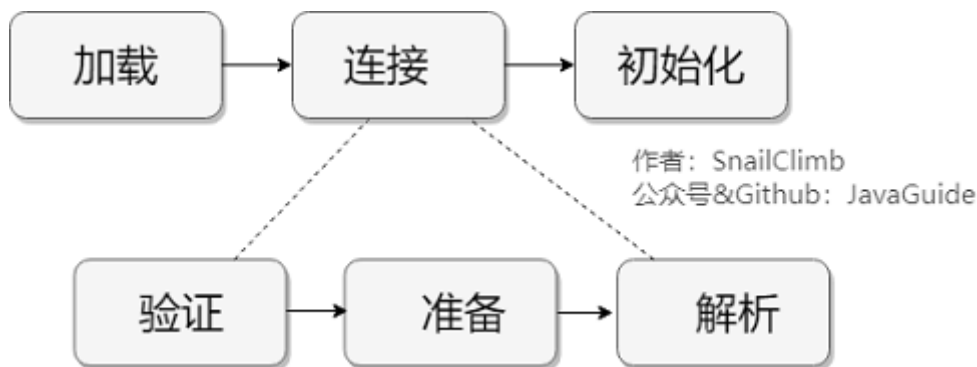 加载
连接
初始化
作者：SnailClimb
公众号&Github：JavaGuide
验证
准备
解析